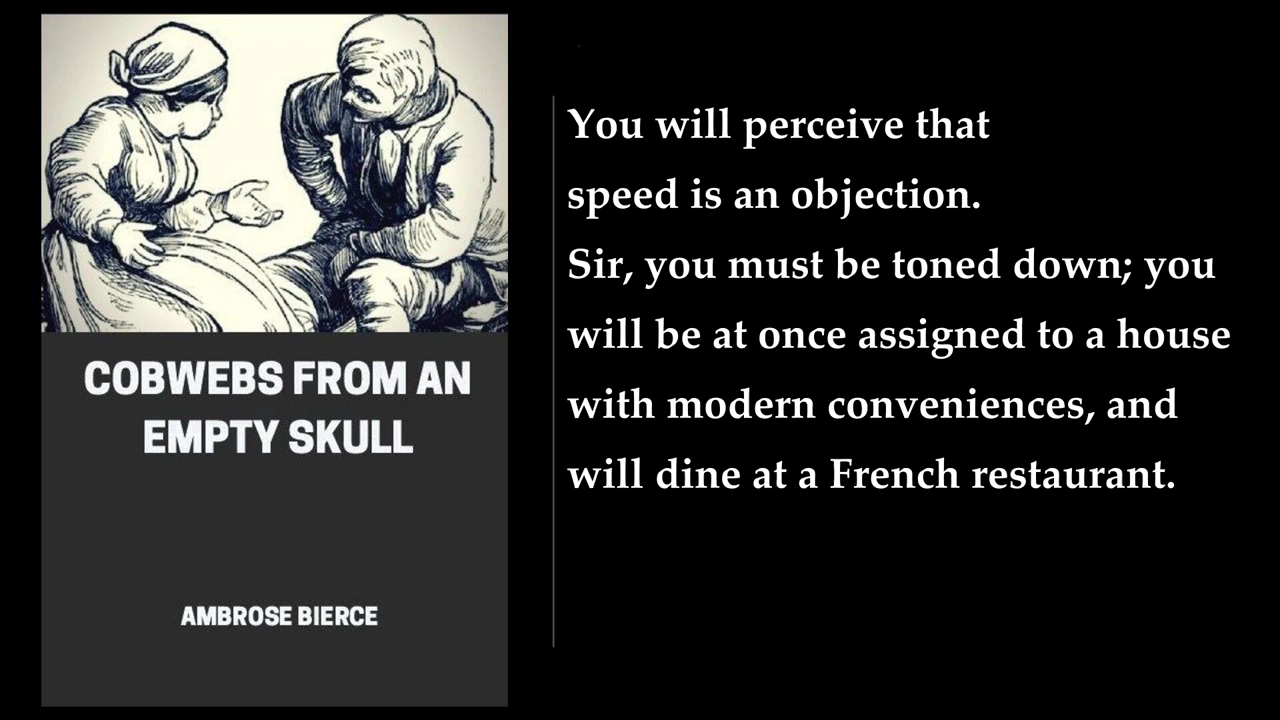 COBWEBS FROM AN
EMPTY SKULL
AMBROSE BIERCE
You will perceive that
speed is an objection.
Sir, you must be toned down; you
will be at once assigned to a house
with modern conveniences, and
will dine at a French restaurant.